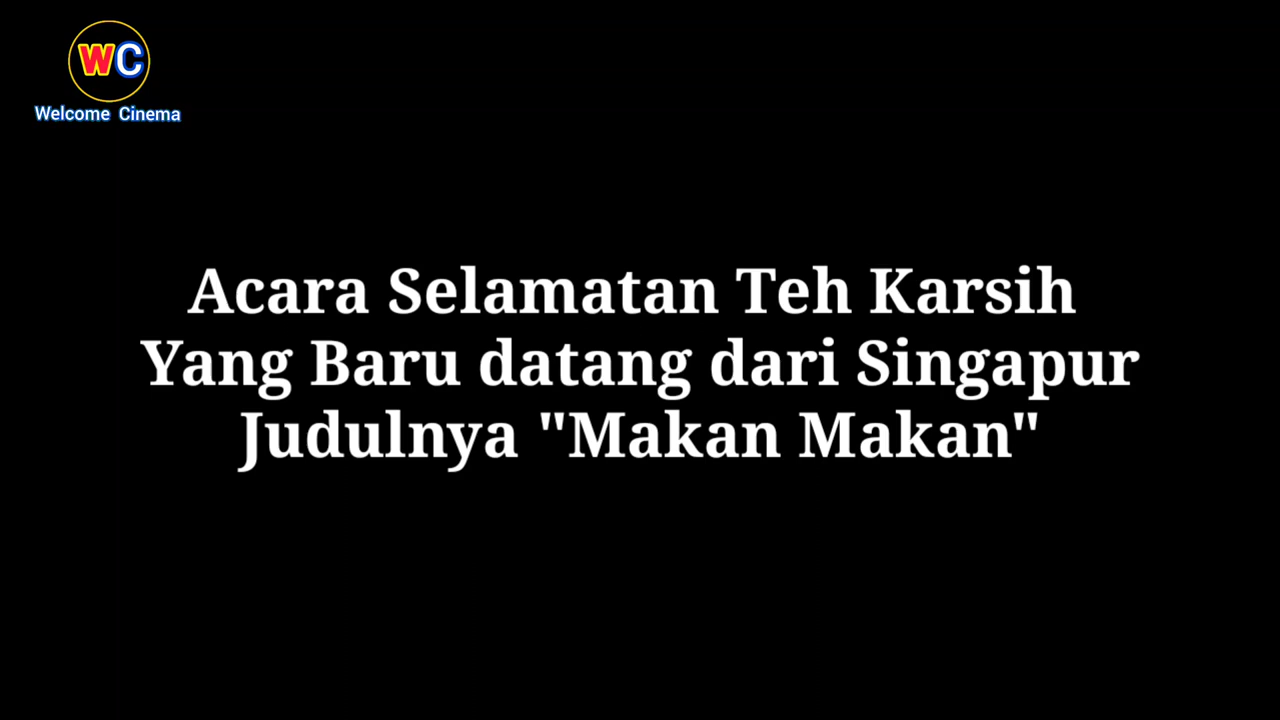 WC
Welcome Cinema
Acara Selamatan Teh Karsih
Yang Baru datang dari Singapur
Judulnya "Makan Makan"